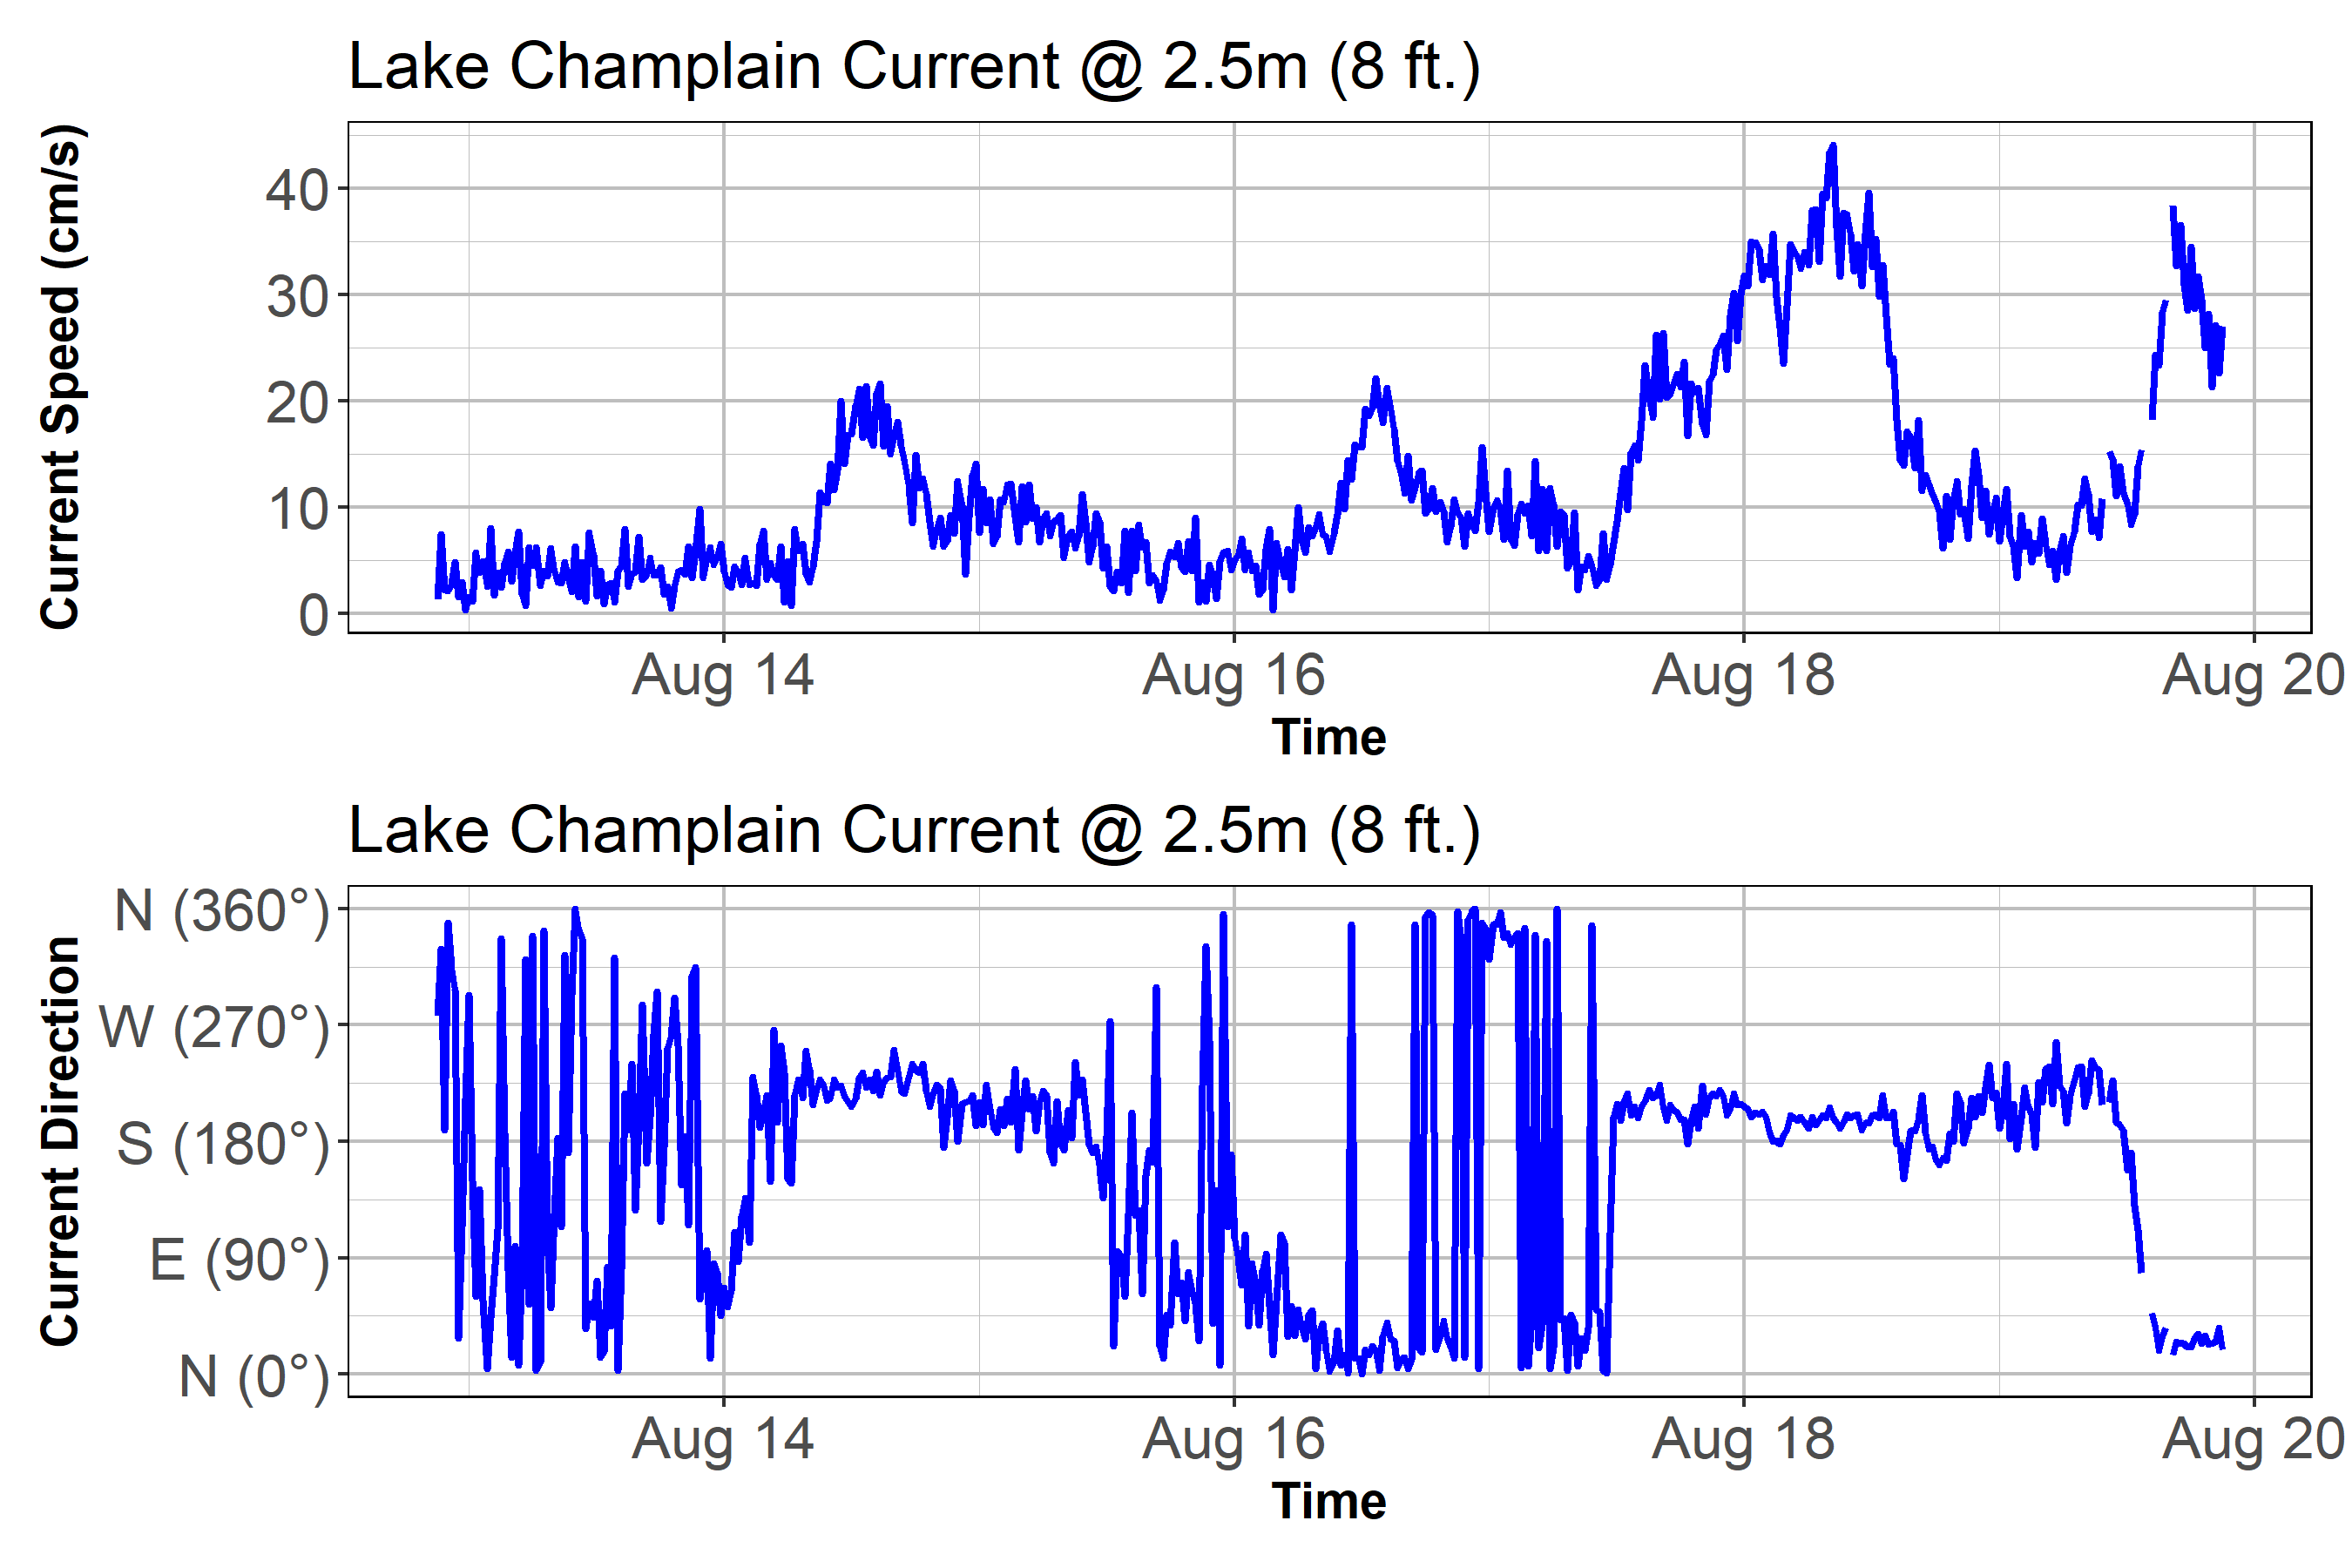 Lake Champlain Current @ 2.5m (8 ft.)
Current Speed (cm/s)
40
30
20
10
0
Aug 14 Aug 16 Aug 18 Aug 20
Time
Lake Champlain Current @ 2.5m (8 ft.)
Current Direction
N (360°)
W (270°)
S (180°)
E (90°)
N (0°)
Aug 14 Aug 16 Aug 18 Aug 20
Time